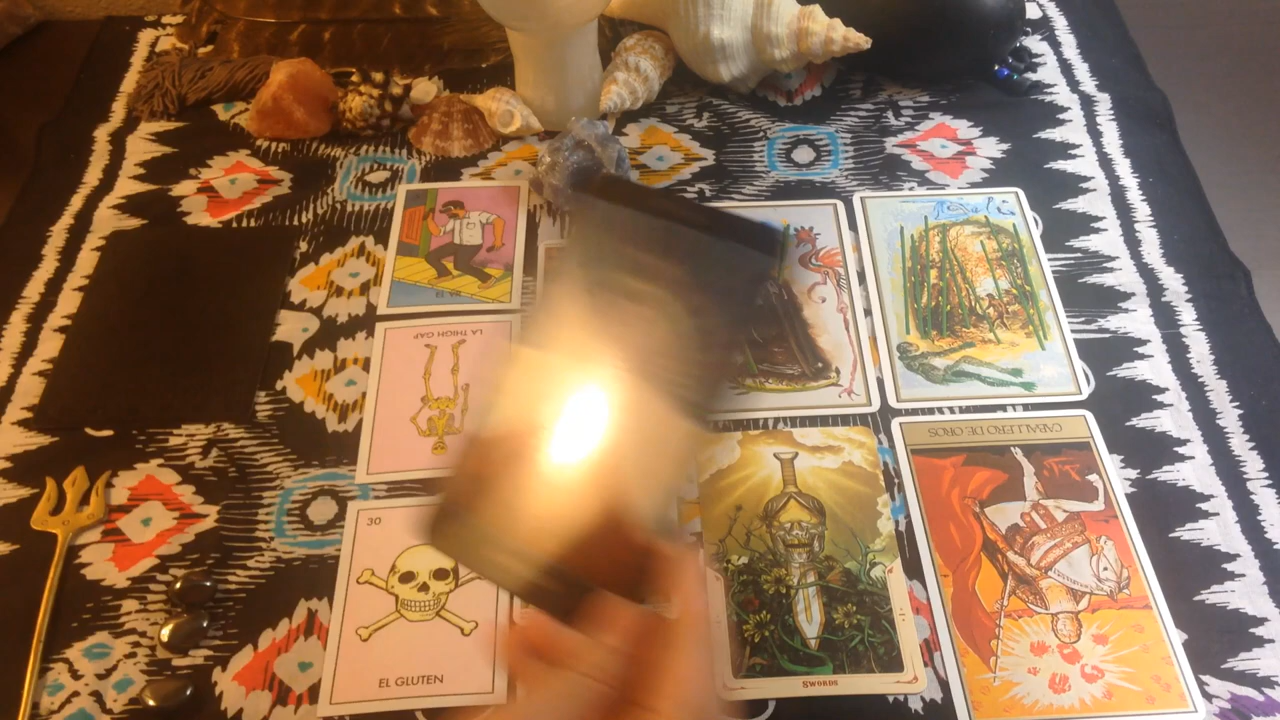 LA THIGH GAP
30
EL GLUTEN
SWORDS
CABALLERO DE OROS